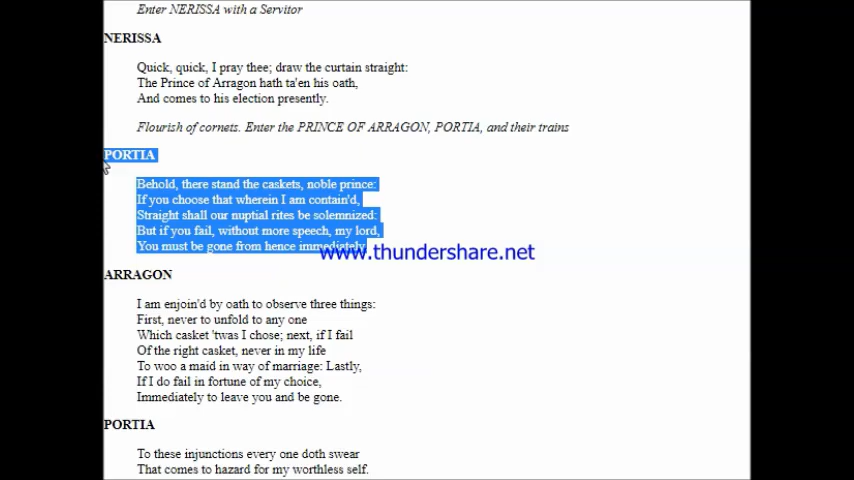 Enter NERISSA with a Servitor
NERISSA
Quick, quick, I pray thee; draw the curtain straight:
The Prince of Arragon hath ta'en his oath,
And comes to his election presently.
Flourish of cornets. Enter the PRINCE OF ARRAGON, PORTIA, and their trains
PORTIA
Behold, there stand the caskets, noble prince:
If you choose that wherein I am contain'd,
Straight shall our nuptial rites be solemnized:
But if you fail, without more speech, my lord,
You must be gone from hence immediately.
www.thundershare.net
ARRAGON
I am enjoin'd by oath to observe three things:
First, never to unfold to any one
Which casket 'twas I chose; next, if I fail
Of the right casket, never in my life
To woo a maid in way of marriage: Lastly,
If I do fail in fortune of my choice,
Immediately to leave you and be gone.
PORTIA
To these injunctions every one doth swear
That comes to hazard for my worthless self.